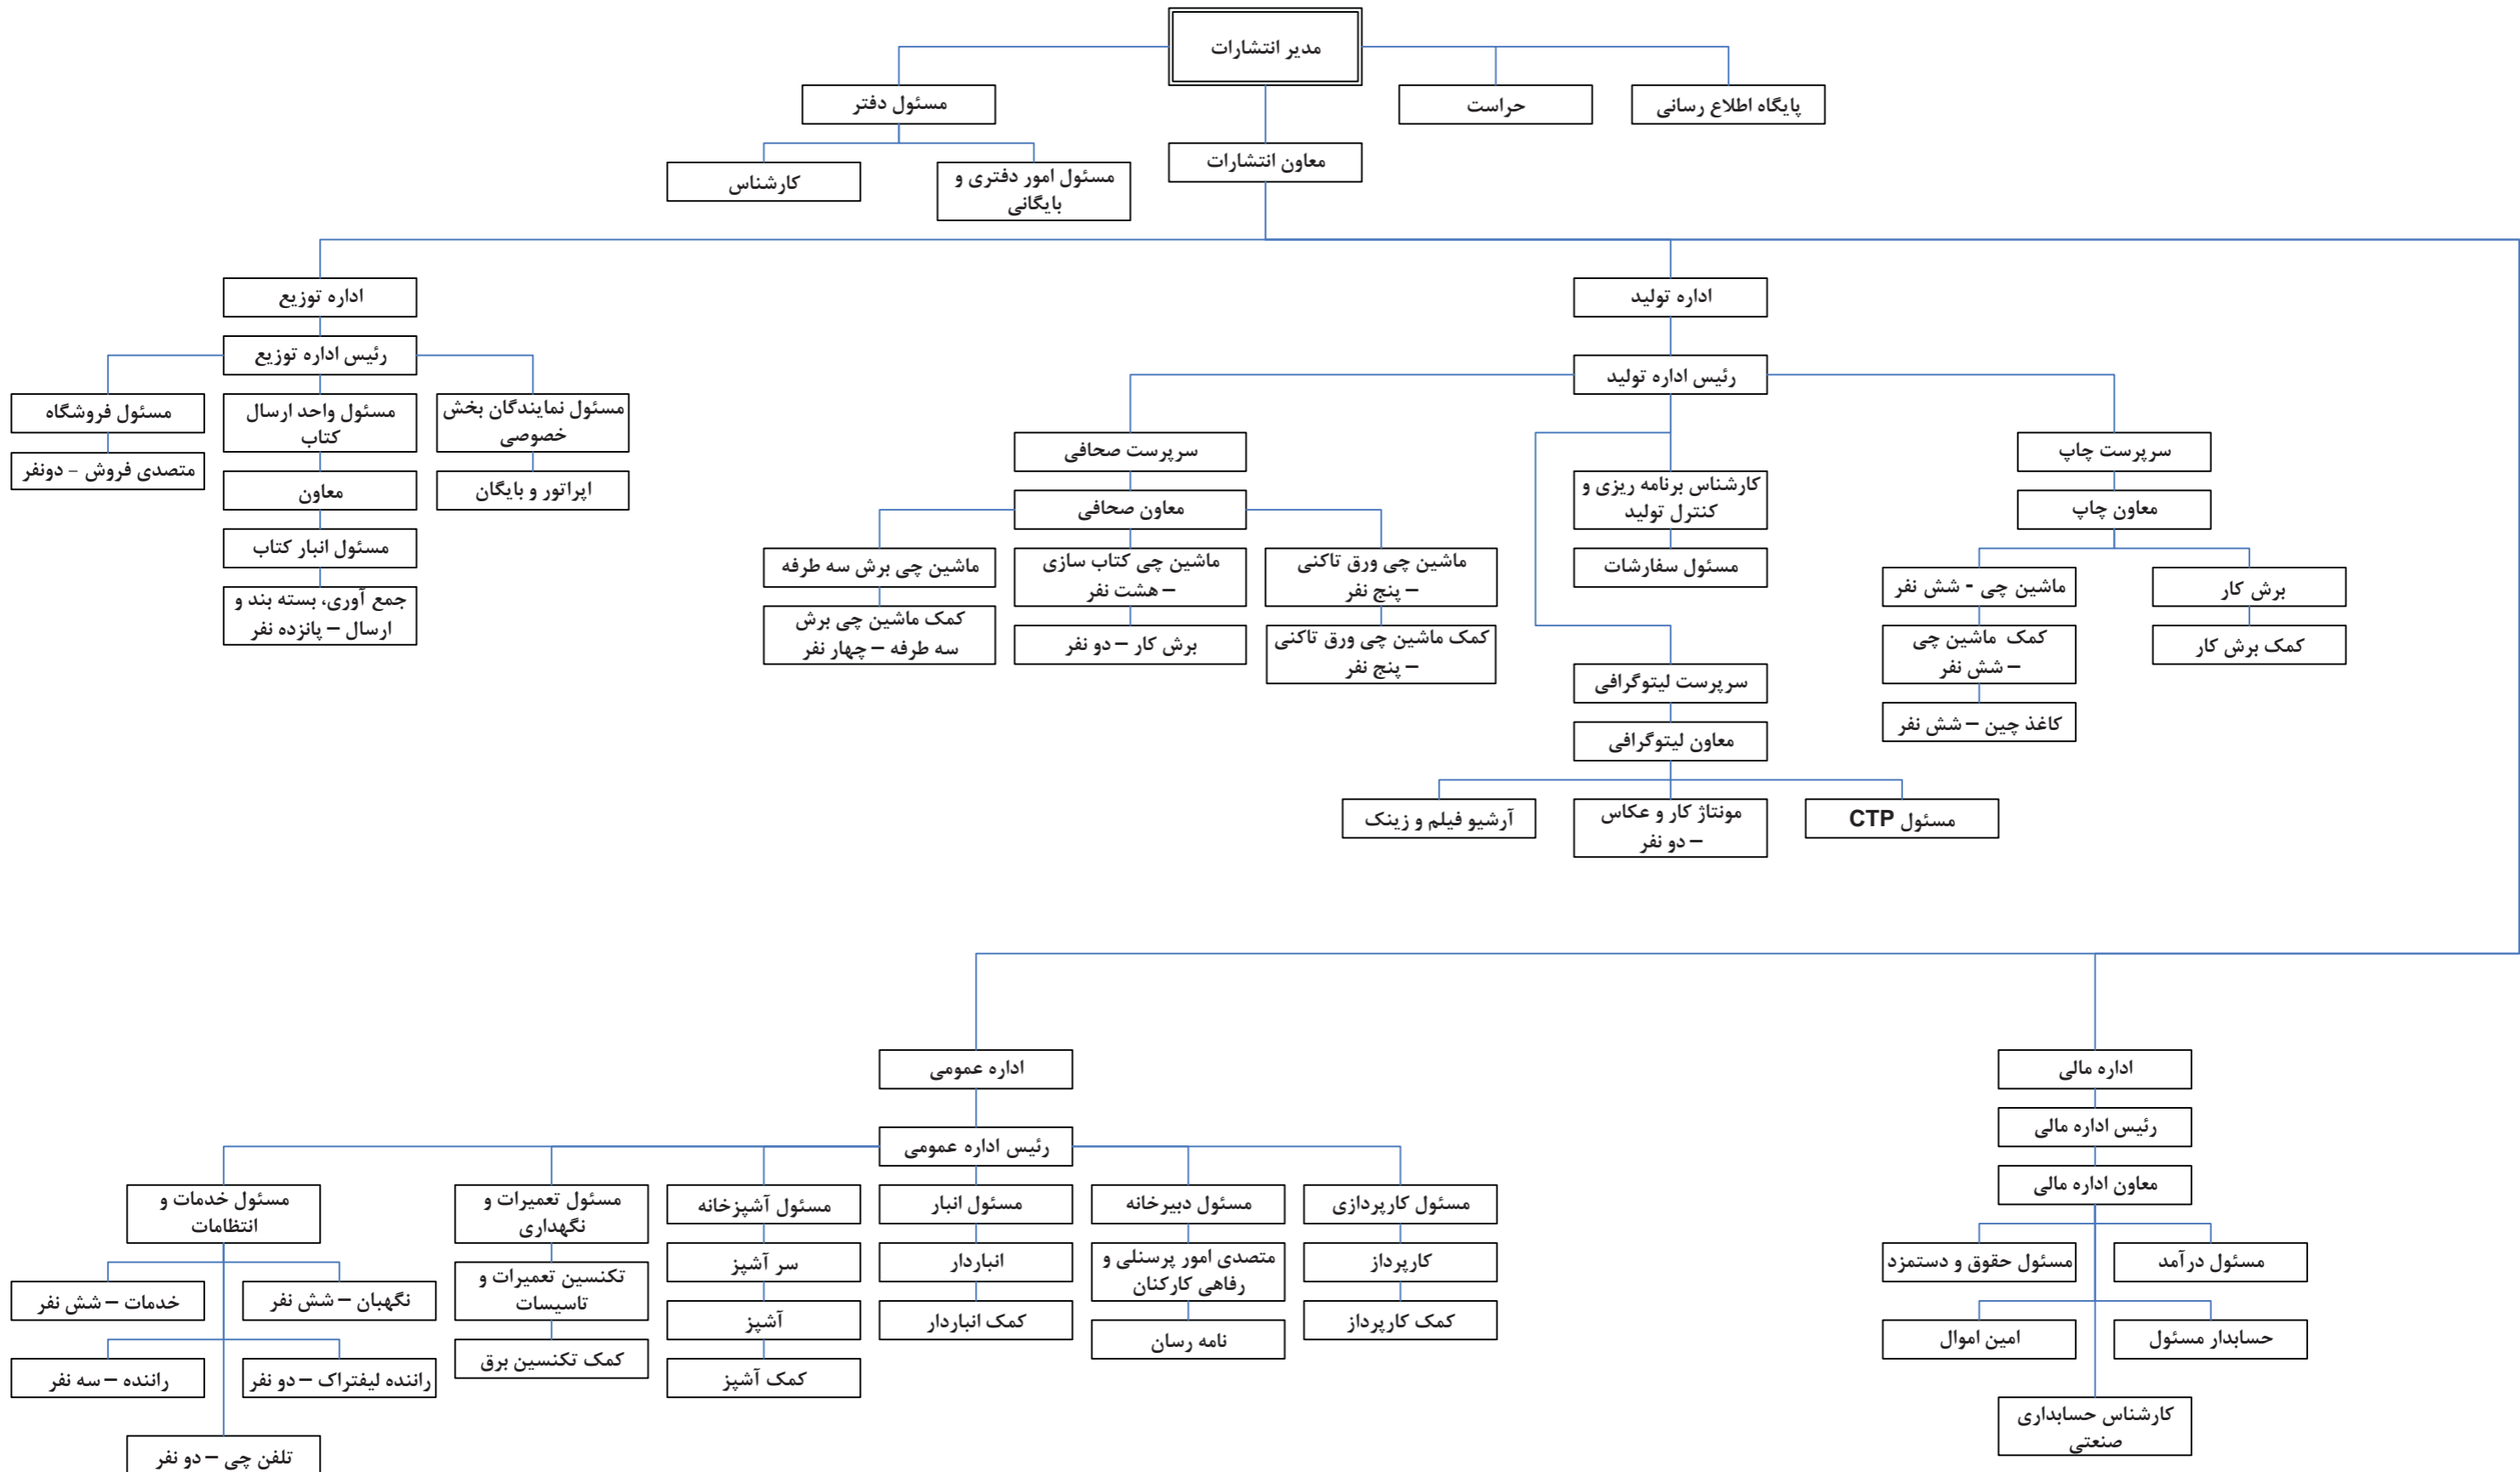 مدیر انتشارات
پایگاه اطلاع رسانی
حراست
مسئول دفتر
معاون انتشارات
مسئول امور دفتری و
بایگانی
کارشناس
اداره تولید
اداره توزیع
رئیس اداره تولید
رئیس اداره توزیع
مسئول نمایندگان بخش
خصوصی
مسئول واحد ارسال
کتاب
مسئول فروشگاه
اپراتور و بایگان
معاون
متصدی فروش - دونفر
مسئول انبار کتاب
جمع آوری، بسته بند و
ارسال – پانزده نفر
سرپرست چاپ
معاون چاپ
برش کار
ماشین چی - شش نفر
کمک برش کار
کمک ماشین چی
– شش نفر
کاغذ چین – شش نفر
کارشناس برنامه ریزی و
کنترل تولید
مسئول سفارشات
سرپرست صحافی
معاون صحافی
ماشین چی ورق تاکنی
– پنج نفر
ماشین چی کتاب سازی
– هشت نفر
ماشین چی برش سه طرفه
کمک ماشین چی ورق تاکنی
– پنج نفر
برش کار – دو نفر
کمک ماشین چی برش
سه طرفه – چهار نفر
سرپرست لیتوگرافی
معاون لیتوگرافی
مسئول CTP
مونتاژ کار و عکاس
– دو نفر
آرشیو فیلم و زینک
اداره مالی
رئیس اداره مالی
معاون اداره مالی
مسئول درآمد
مسئول حقوق و دستمزد
حسابدار مسئول
امین اموال
کارشناس حسابداری
صنعتی
اداره عمومی
رئیس اداره عمومی
مسئول کارپردازی
کارپرداز
کمک کارپرداز
مسئول دبیرخانه
متصدی امور پرسنلی و
رفاهی کارکنان
نامه رسان
مسئول انبار
انباردار
کمک انباردار
مسئول آشپزخانه
سر آشپز
آشپز
کمک آشپز
مسئول تعمیرات و
نگهداری
تکنسین تعمیرات و
تاسیسات
کمک تکنسین برق
مسئول خدمات و
انتظامات
نگهبان – شش نفر
خدمات – شش نفر
راننده لیفتراک – دو نفر
راننده – سه نفر
تلفن چی – دو نفر